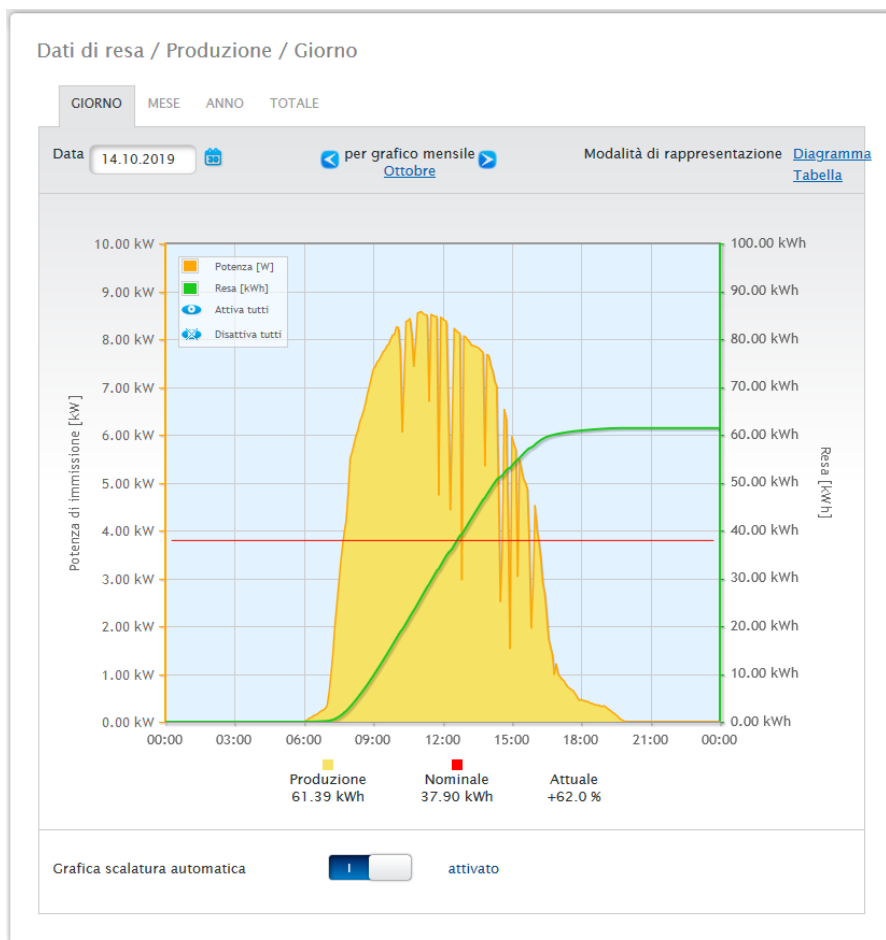 Dati di resa / Produzione / Giorno
GIORNO MESE ANNO TOTALE
Data 14.10.2019 30 per grafico mensile Modalità di rappresentazione Diagramma
Ottobre Tabella
10.00 kW 100.00 kWh
Potenza [W]
9.00 kW Resa [kWh] 90.00 kWh
Attiva tutti
8.00 kW Disattiva tutti 80.00 kWh
7.00 kW 70.00 kWh
6.00 kW 60.00 kWh
5.00 kW 50.00 kWh
4.00 kW 40.00 kWh
3.00 kW 30.00 kWh
2.00 kW 20.00 kWh
1.00 kW 10.00 kWh
0.00 kW 0.00 kWh
Potenza di immissione [kW]
Resa [kWh]
00:00 03:00 06:00 09:00 12:00 15:00 18:00 21:00 00:00
Produzione Nominale Attuale
61.39 kWh 37.90 kWh +62.0 %
Grafica scalatura automatica I attivato